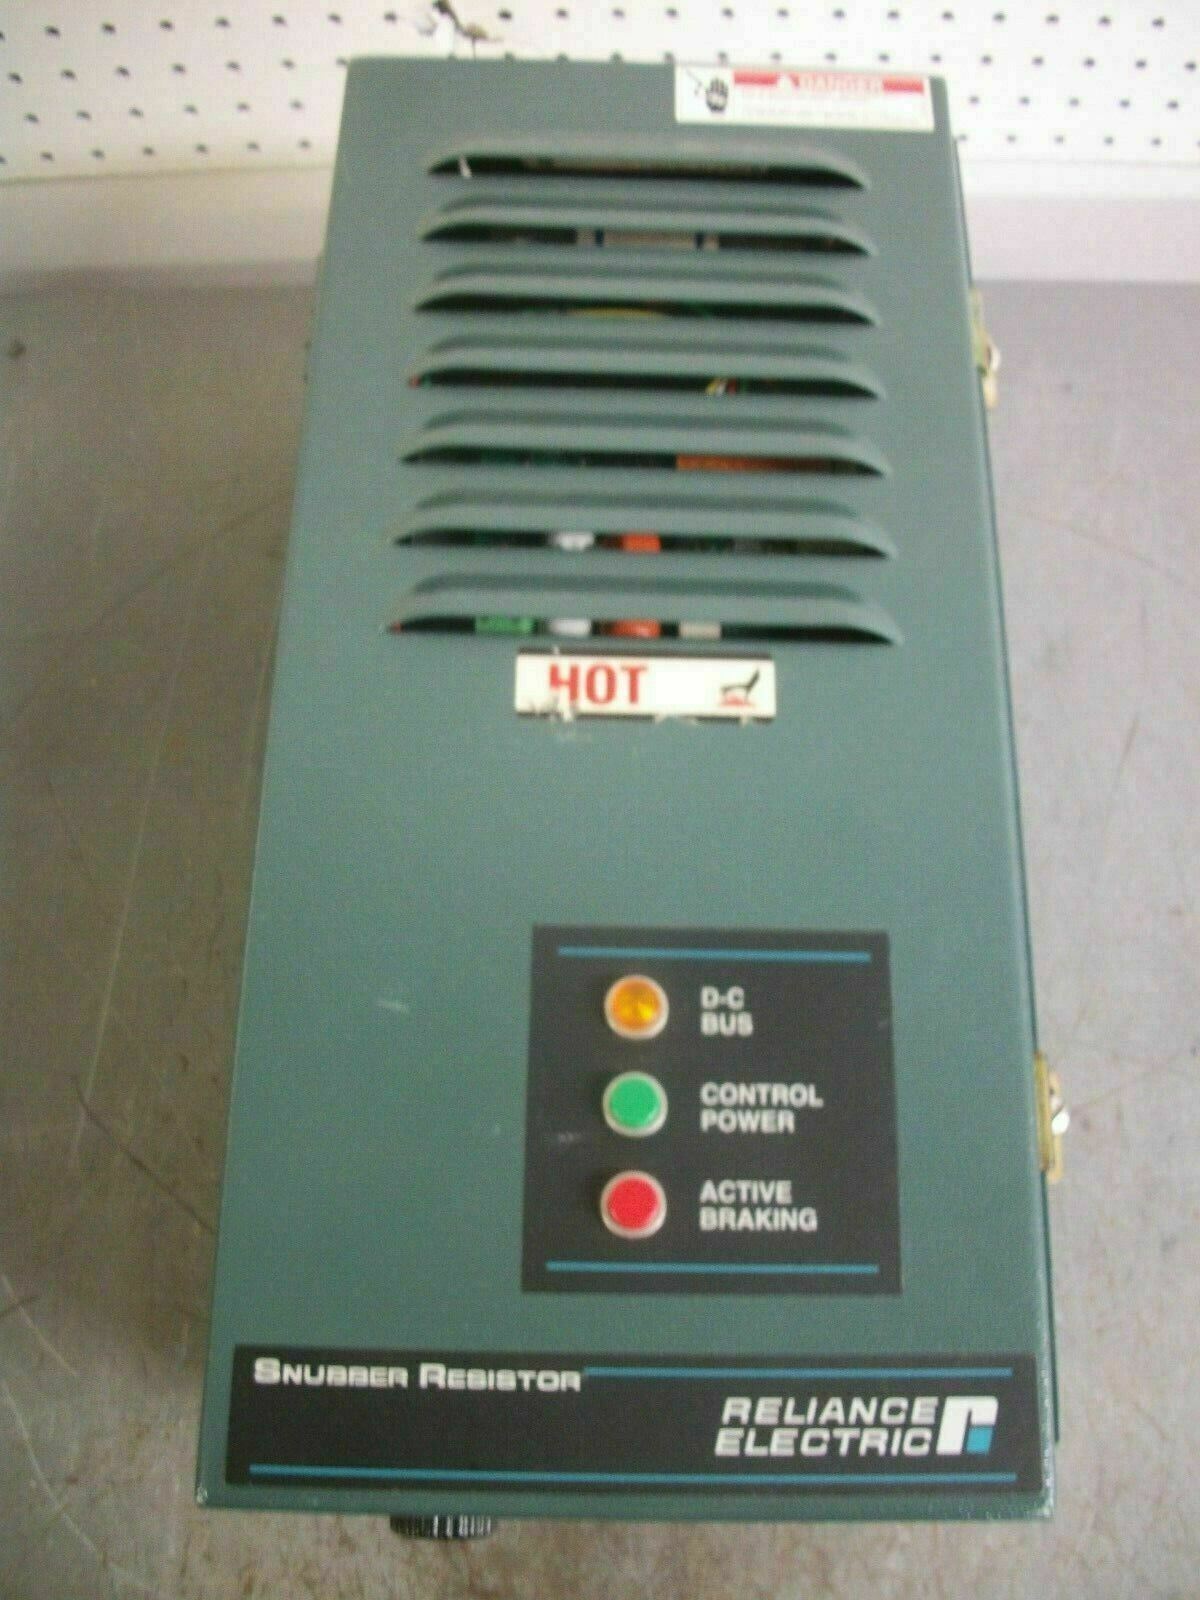 DANGER
HOT
D-C
BUS
CONTROL
POWER
ACTIVE
BRAKING
SNUBBER RESISTOR
RELIANCE
ELECTRIC